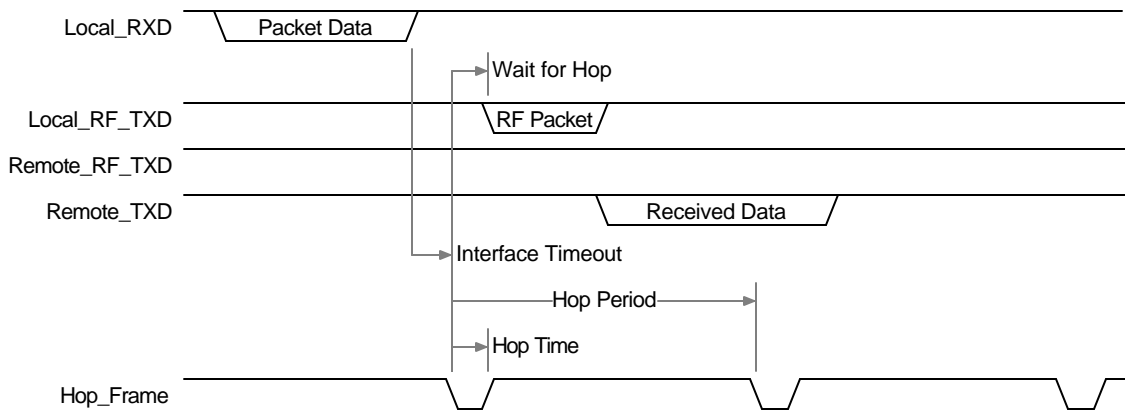 Local_RXD
Packet Data
Wait for Hop
Local_RF_TXD
RF Packet
Remote_RF_TXD
Remote_TXD
Received Data
Interface Timeout
Hop Period
Hop Time
Hop_Frame